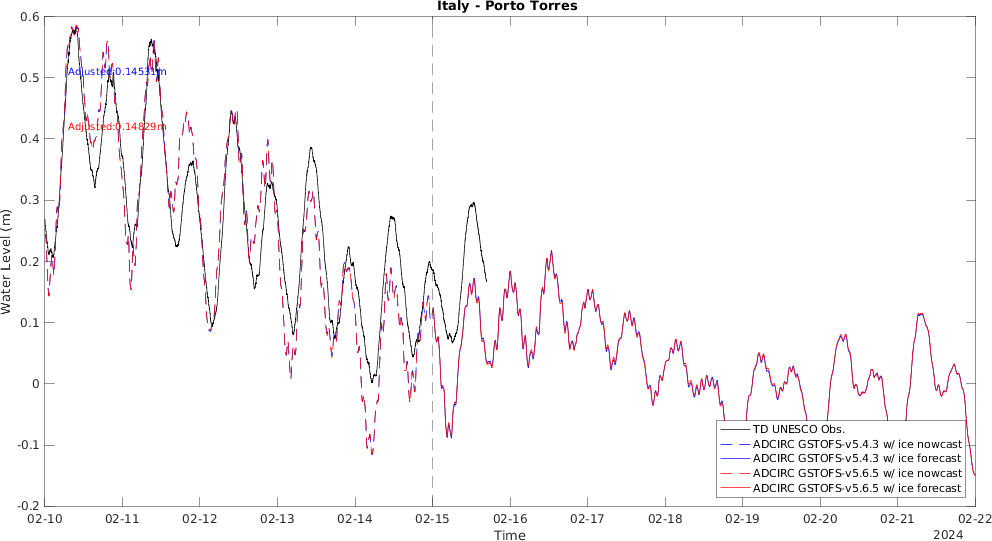 Italy - Porto Torres
0.6
0.5
0.4
0.3
0.2
0.1
0
-0.1
-0.2
Water Level (m)
Adjusted:0.14531m
Adjusted:0.14829m
TD UNESCO Obs.
ADCIRC GSTOFS-v5.4.3 w/ ice nowcast
ADCIRC GSTOFS-v5.4.3 w/ ice forecast
ADCIRC GSTOFS-v5.6.5 w/ ice nowcast
ADCIRC GSTOFS-v5.6.5 w/ ice forecast
02-10 02-11 02-12 02-13 02-14 02-15 02-16 02-17 02-18 02-19 02-20 02-21 02-22
Time
2024